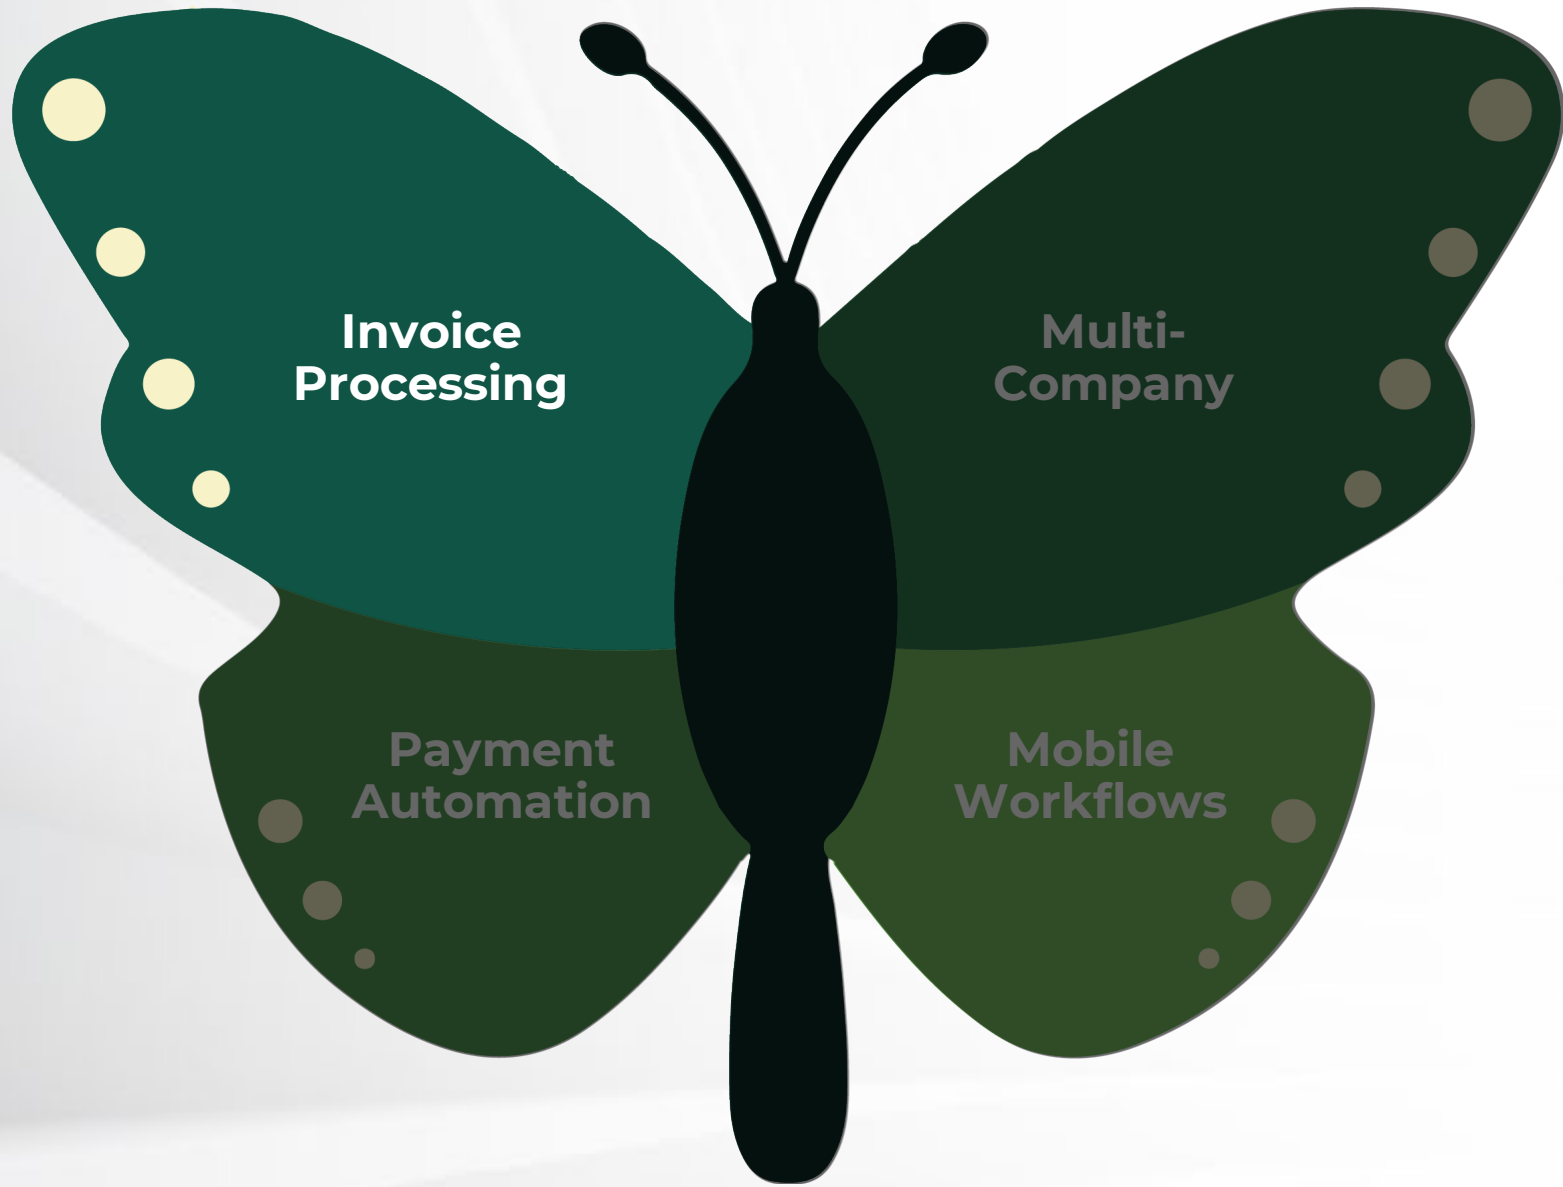 Invoice
Processing
Multi-
Company
Payment
Automation
Mobile
Workflows